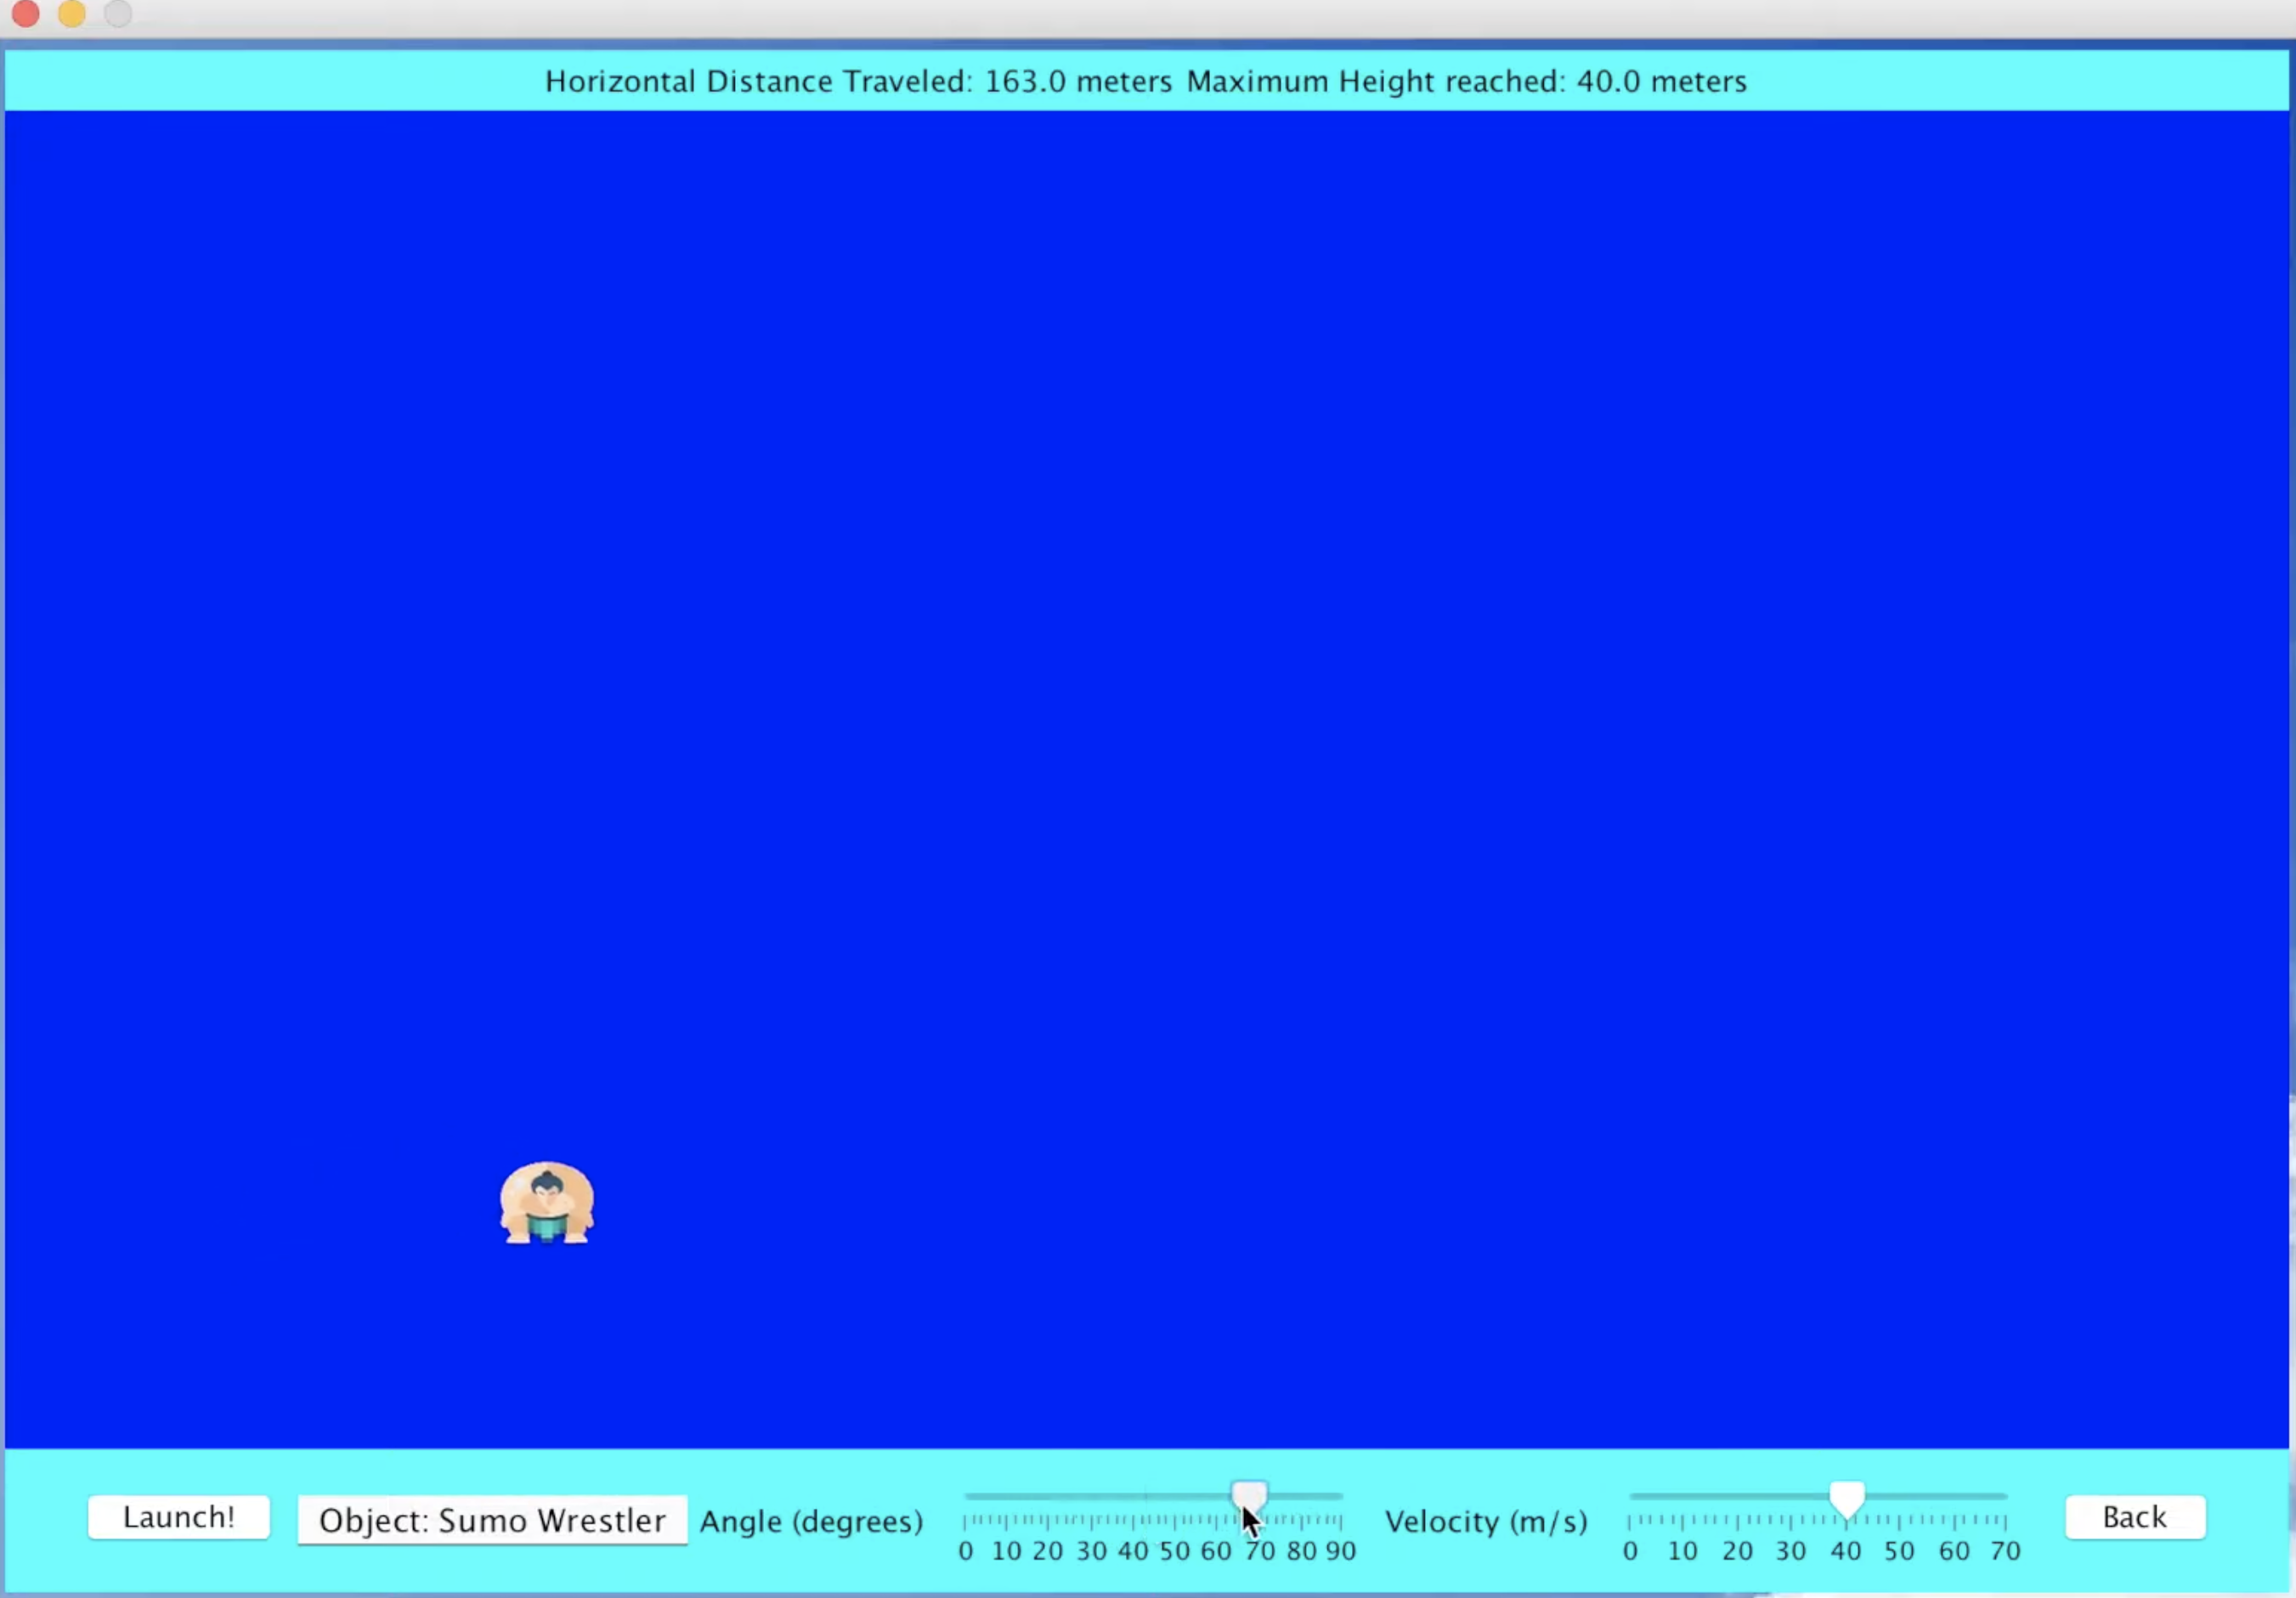 Horizontal Distance Traveled: 163.0 meters Maximum Height reached: 40.0 meters
Launch! Object: Sumo Wrestler Angle (degrees) Velocity (m/s) Back
0 10 20 30 40 50 60 70 80 90 0 10 20 30 40 50 60 70